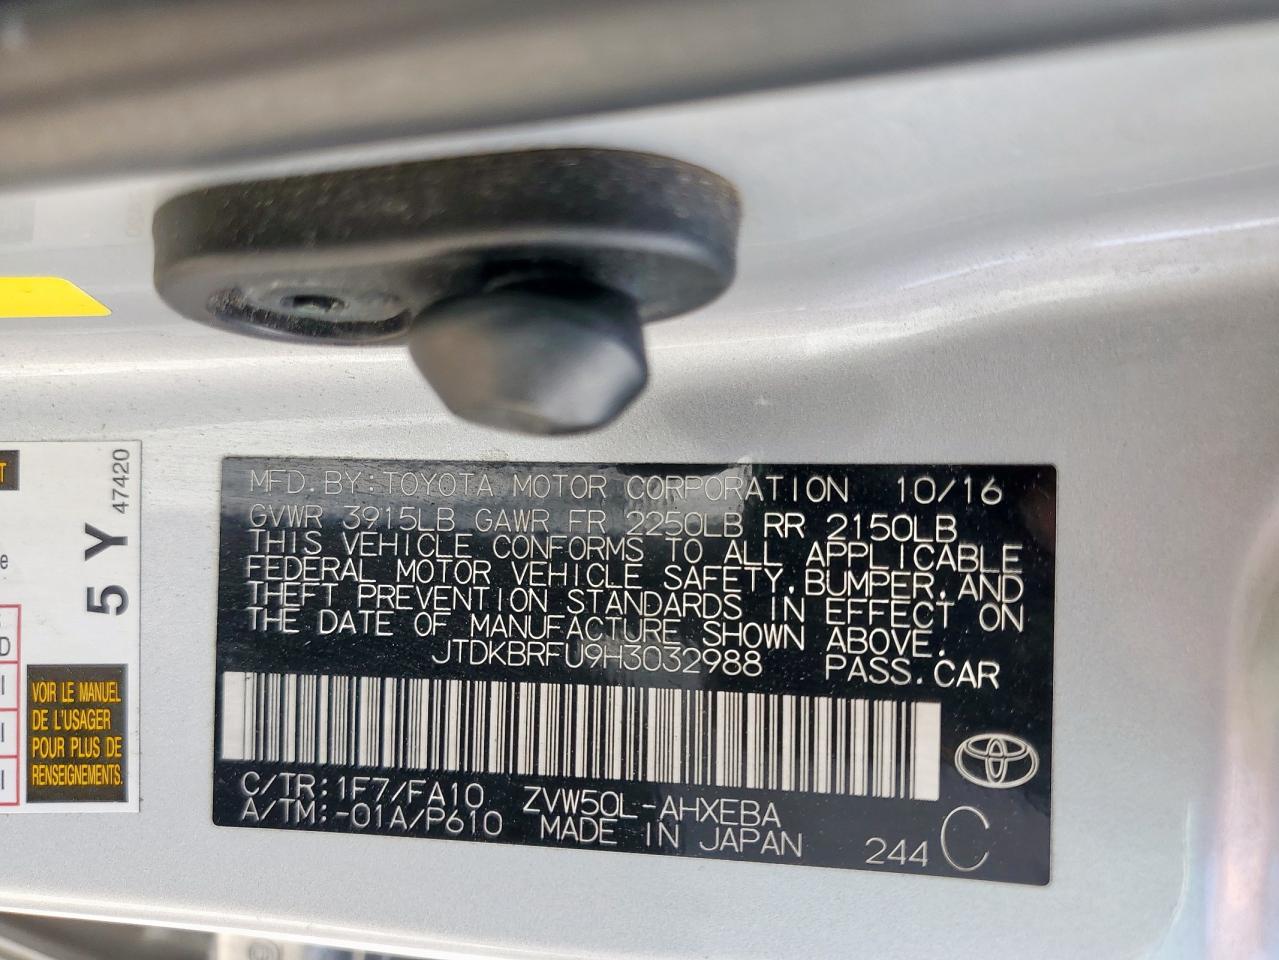 5 Y
47420
VOIR LE MANUEL
DE L'USAGER
POUR PLUS DE
RENSEIGNEMENTS.
MFD. BY: TOYOTA MOTOR CORPORATION 10/16
GVWR 3915LB GAWR FR 2250LB RR 2150LB
THIS VEHICLE CONFORMS TO ALL APPLICABLE
FEDERAL MOTOR VEHICLE SAFETY, BUMPER, AND
THEFT PREVENTION STANDARDS IN EFFECT ON
THE DATE OF MANUFACTURE SHOWN ABOVE.
JTDKBRFU9H3032988 PASS. CAR
C/TR: 1F7/FA10 ZVW50L-AHXEBA
A/TM: -01A/P610 MADE IN JAPAN 244 C